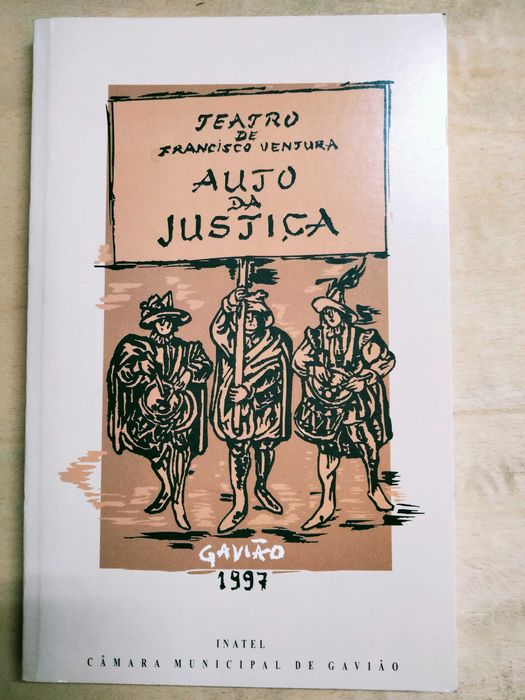 TEATRO
DE
FRANCISCO VENTURA
AUTO
DA
JUSTIÇA
GAVIÃO
1997
INATEL
CÂMARA MUNICIPAL DE GAVIÃO